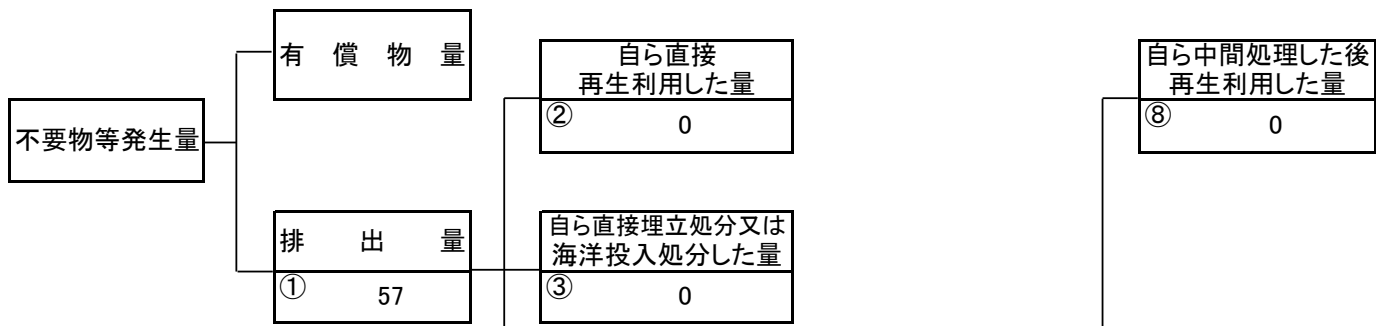 有償物量
自ら直接
再生利用した量
② 0
自ら中間処理した後
再生利用した量
⑧ 0
不要物等発生量
排出量
① 57
自ら直接埋立処分又は
海洋投入処分した量
③ 0